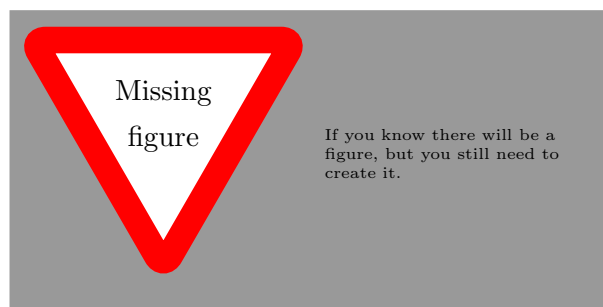 Missing
figure
If you know there will be a
figure, but you still need to
create it.